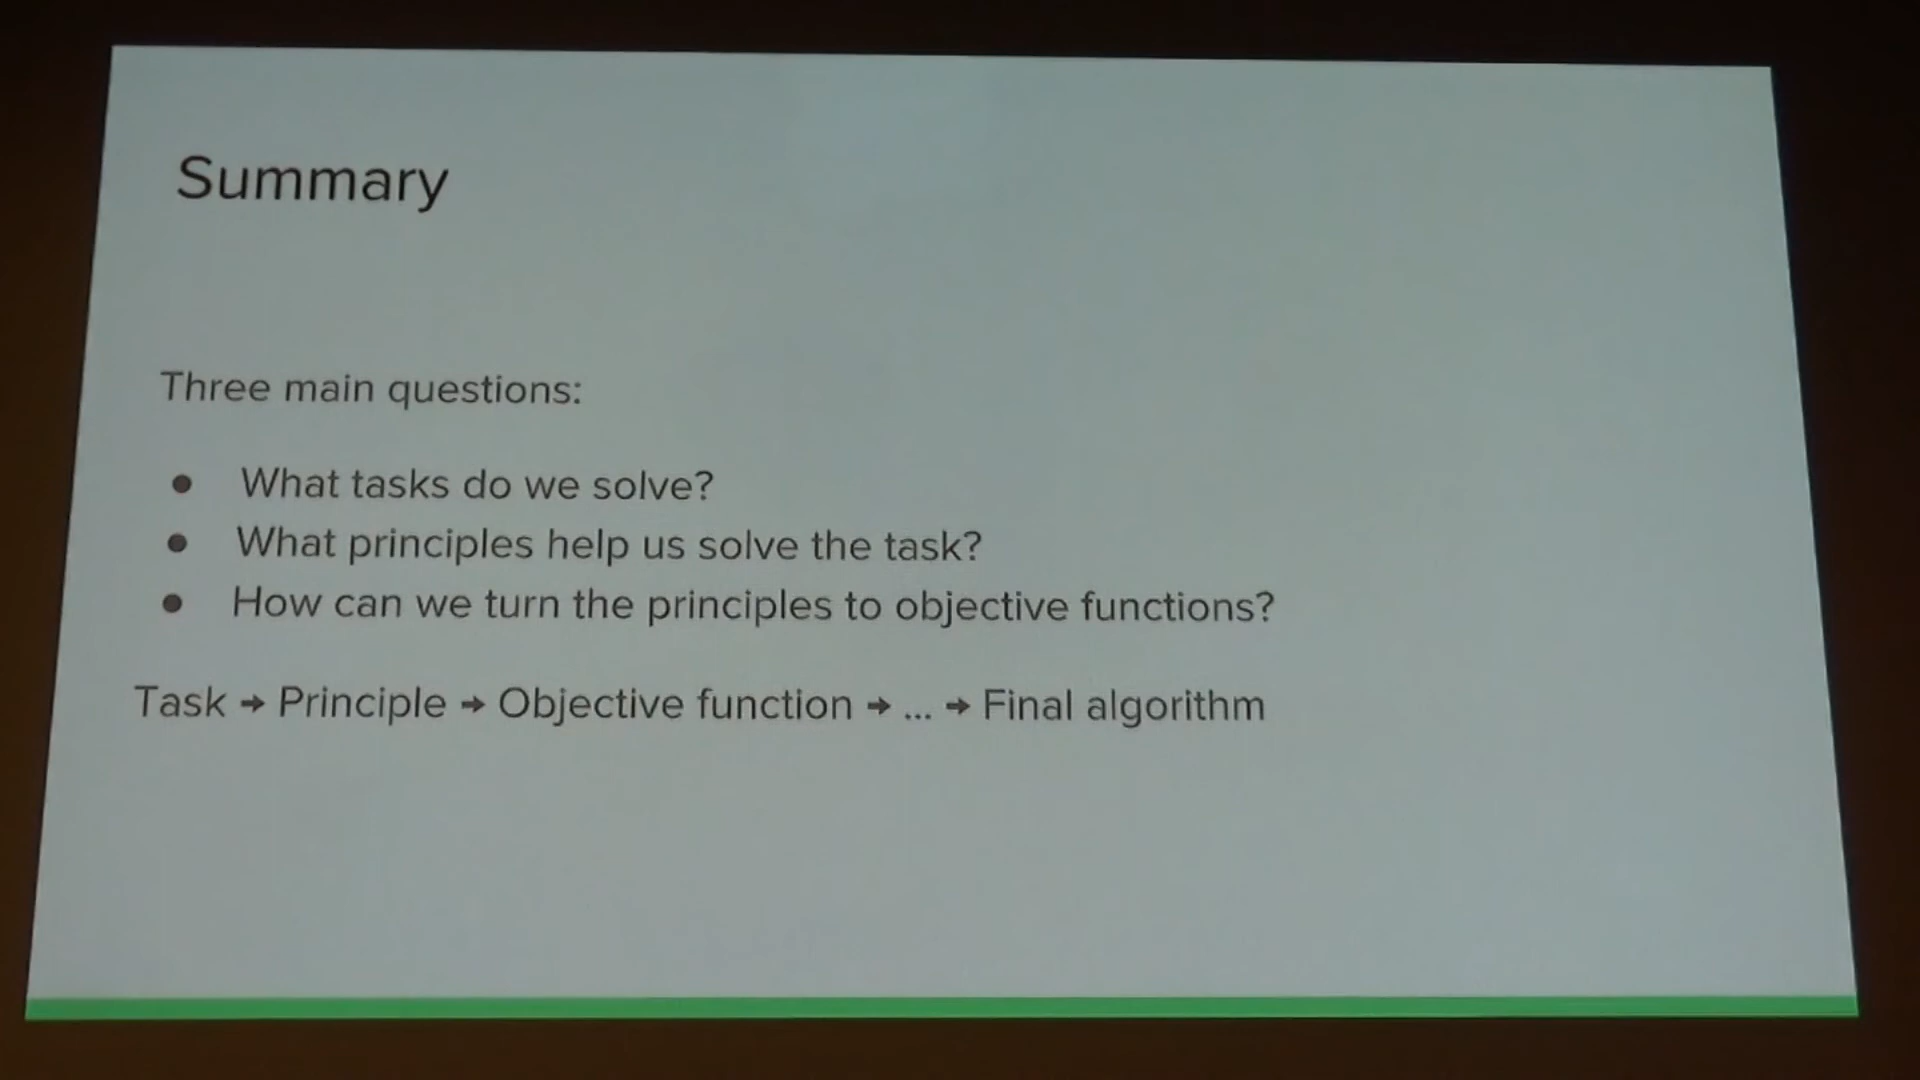 Summary
Three main questions:
● What tasks do we solve?
● What principles help us solve the task?
● How can we turn the principles to objective functions?
Task → Principle → Objective function → ... → Final algorithm